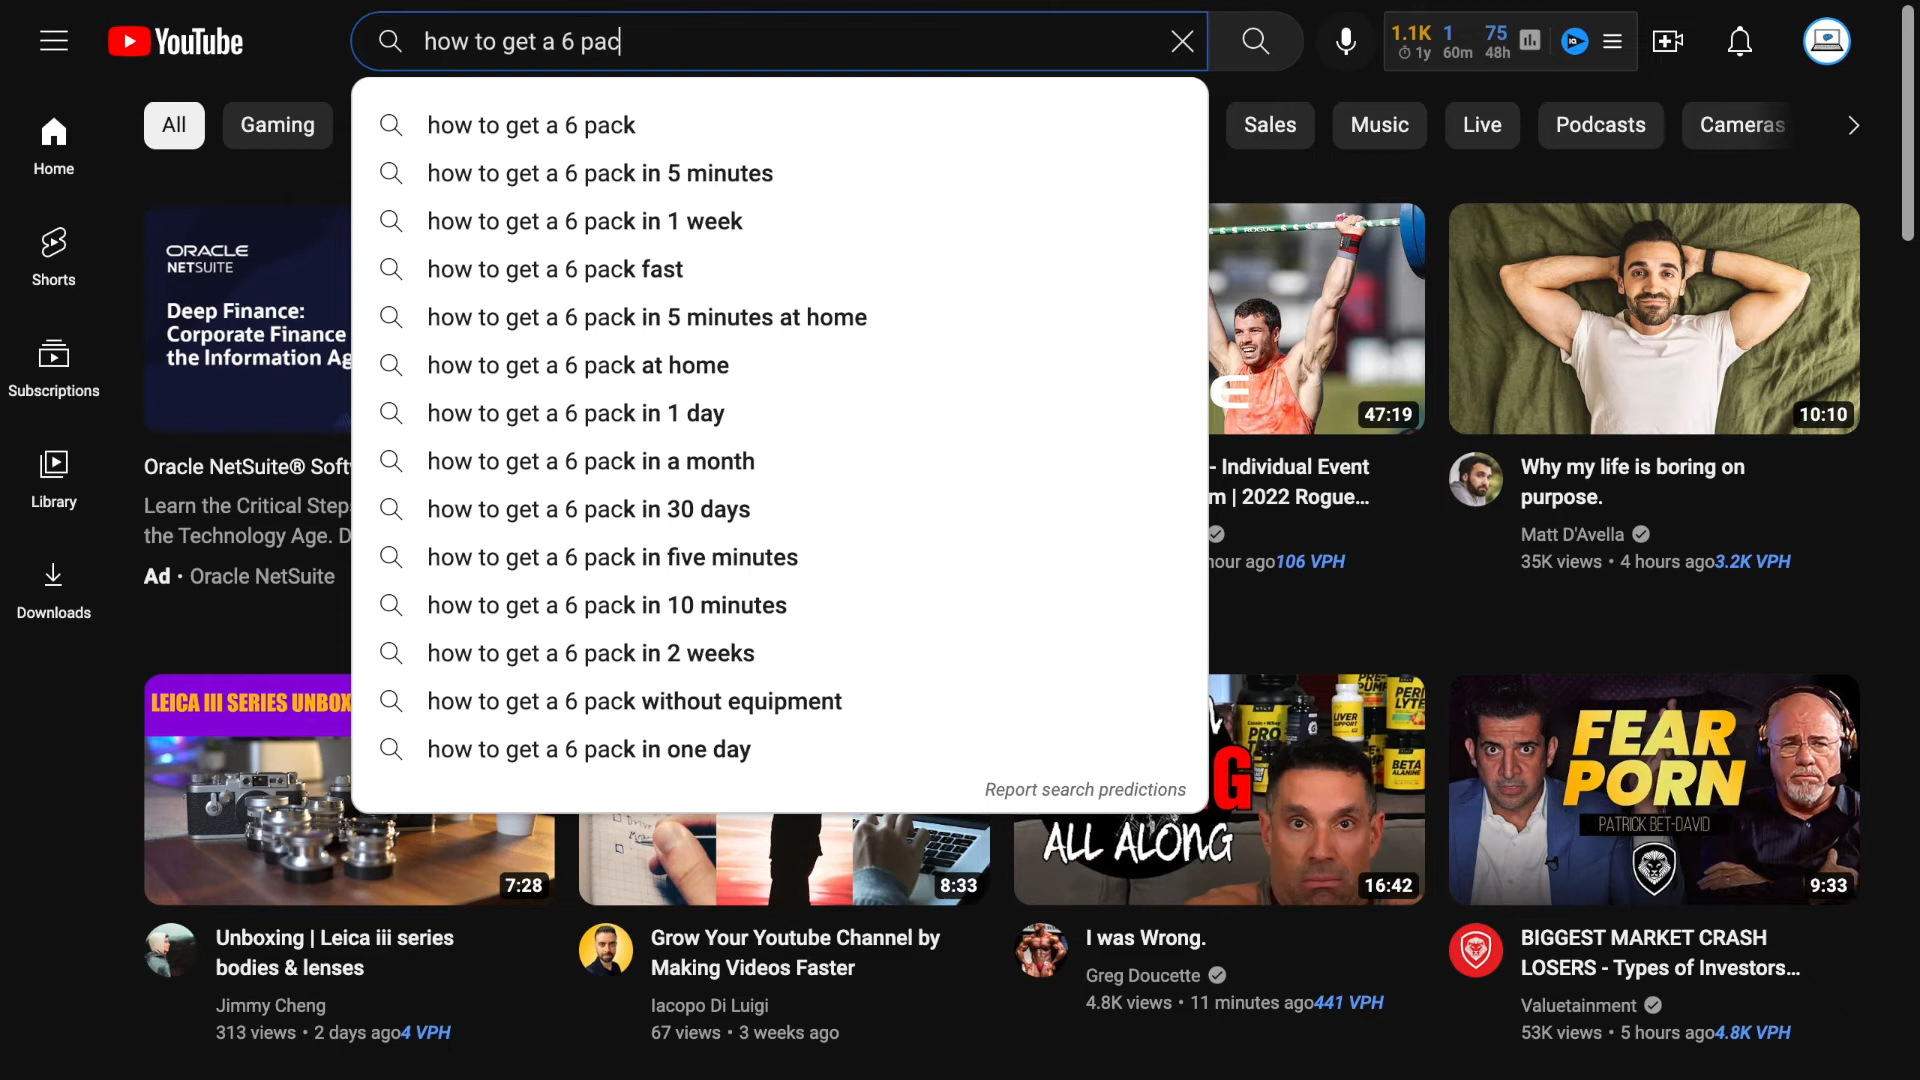 YouTube
how to get a 6 pac
1.1K 1 75
1y 60m 48h
All
Gaming
Sales
Music
Live
Podcasts
Cameras
Home
Shorts
Subscriptions
Library
Downloads
how to get a 6 pack
how to get a 6 pack in 5 minutes
how to get a 6 pack in 1 week
how to get a 6 pack fast
how to get a 6 pack in 5 minutes at home
how to get a 6 pack at home
how to get a 6 pack in 1 day
how to get a 6 pack in a month
how to get a 6 pack in 30 days
how to get a 6 pack in five minutes
how to get a 6 pack in 10 minutes
how to get a 6 pack in 2 weeks
how to get a 6 pack without equipment
how to get a 6 pack in one day
Report search predictions
ORACLE
NETSUITE
Deep Finance:
Corporate Finance
the Information Ag
Oracle NetSuite® Soft
Learn the Critical Step
the Technology Age. D
Ad • Oracle NetSuite
ROGUE
47:19
- Individual Event
m | 2022 Rogue...
our ago106 VPH
10:10
Why my life is boring on
purpose.
Matt D'Avella
35K views • 4 hours ago3.2K VPH
LEICA III SERIES UNBOX
7:28
Unboxing | Leica iii series
bodies & lenses
Jimmy Cheng
313 views • 2 days ago4 VPH
8:33
Grow Your Youtube Channel by
Making Videos Faster
Iacopo Di Luigi
67 views • 3 weeks ago
G
ALL ALONG
PRO
LIVER
SUPPORT
BETA
ALANINE
16:42
I was Wrong.
Greg Doucette
4.8K views • 11 minutes ago441 VPH
FEAR
PORN
PATRICK BET-DAVID
9:33
BIGGEST MARKET CRASH
LOSERS - Types of Investors...
Valuetainment
53K views • 5 hours ago4.8K VPH